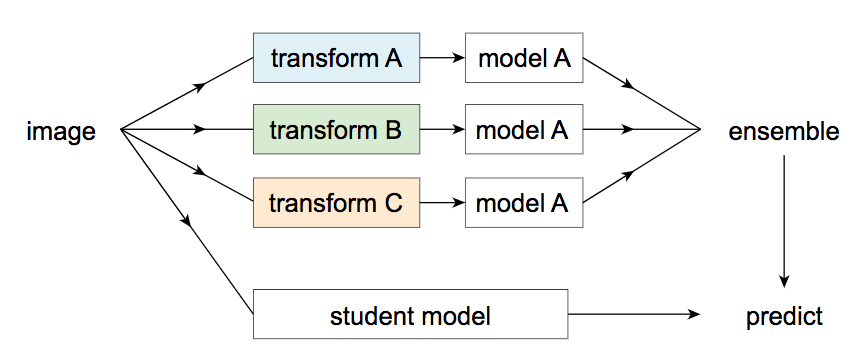 transform A
model A
image
transform B
model A
ensemble
transform C
model A
student model
predict